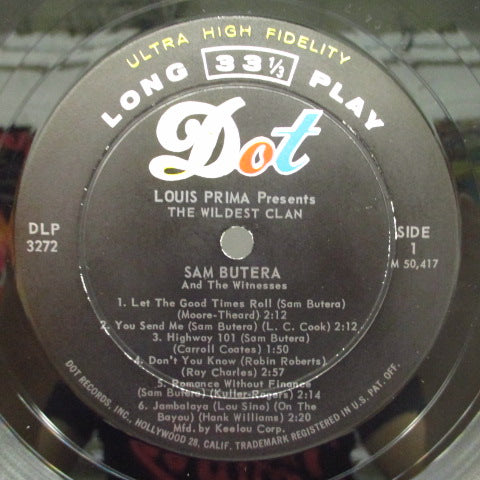 ULTRA HIGH FIDELITY
LONG 33 1/3 PLAY
Dot
LOUIS PRIMA Presents
THE WILDEST CLAN
DLP
3272
SIDE
1
M 50,417
SAM BUTERA
And The Witnesses
1. Let The Good Times Roll (Sam Butera)
(Moore-Theard) 2:12
2. You Send Me (Sam Butera) (L. C. Cook) 2:12
3. Highway 101 (Sam Butera)
(Carroll Coates) 1:50
4. Don't You Know (Robin Roberts)
(Ray Charles) 2:57
5. Romance Without Finance
(Sam Butera) (Kutter-Rogers) 2:14
6. Jambalaya (Lou Sino) (On The
Bayou) (Hank Williams) 2:20
Mfd. by Keelou Corp.
DOT RECORDS, INC., HOLLYWOOD 28, CALIF. TRADEMARK REGISTERED IN U.S. PAT. OFF.